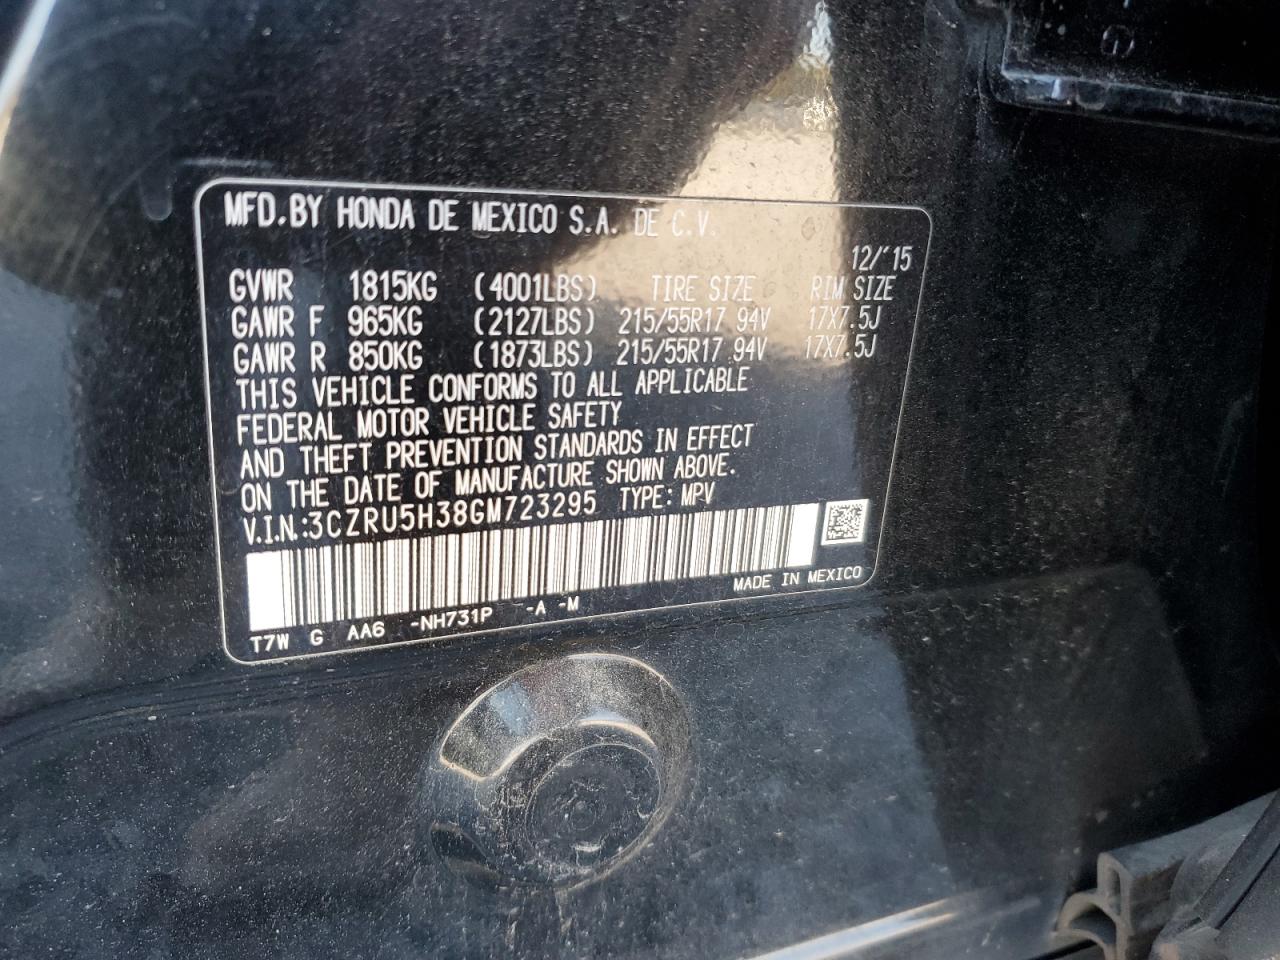 MFD.BY HONDA DE MEXICO S.A. DE C.V.
12/'15
GVWR 1815KG (4001LBS) TIRE SIZE RIM SIZE
GAWR F 965KG (2127LBS) 215/55R17 94V 17X7.5J
GAWR R 850KG (1873LBS) 215/55R17 94V 17X7.5J
THIS VEHICLE CONFORMS TO ALL APPLICABLE
FEDERAL MOTOR VEHICLE SAFETY
AND THEFT PREVENTION STANDARDS IN EFFECT
ON THE DATE OF MANUFACTURE SHOWN ABOVE.
V.I.N.:3CZRU5H38GM723295 TYPE: MPV
MADE IN MEXICO
T7W G AA6 -NH731P -A -M